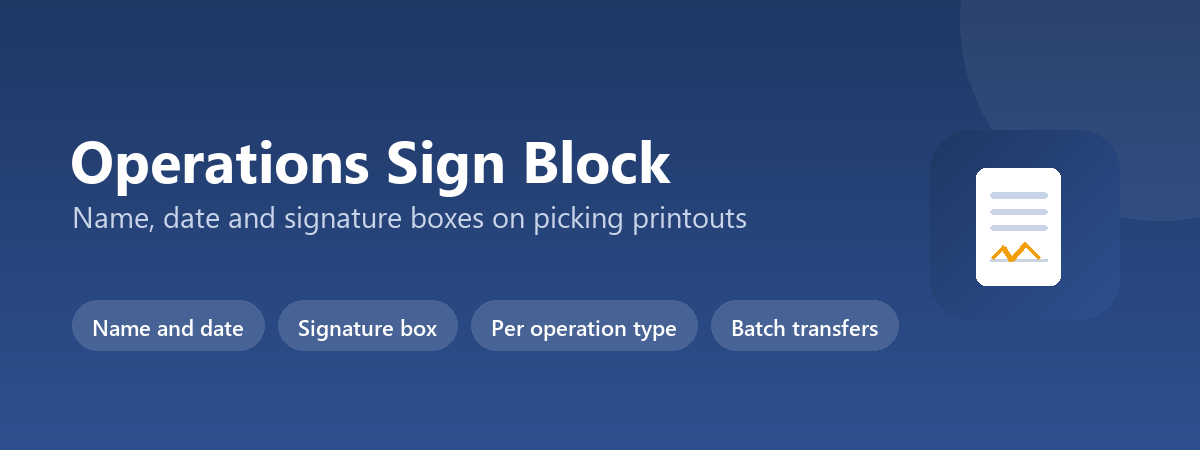 Operations Sign Block
Name, date and signature boxes on picking printouts
Name and date
Signature box
Per operation type
Batch transfers